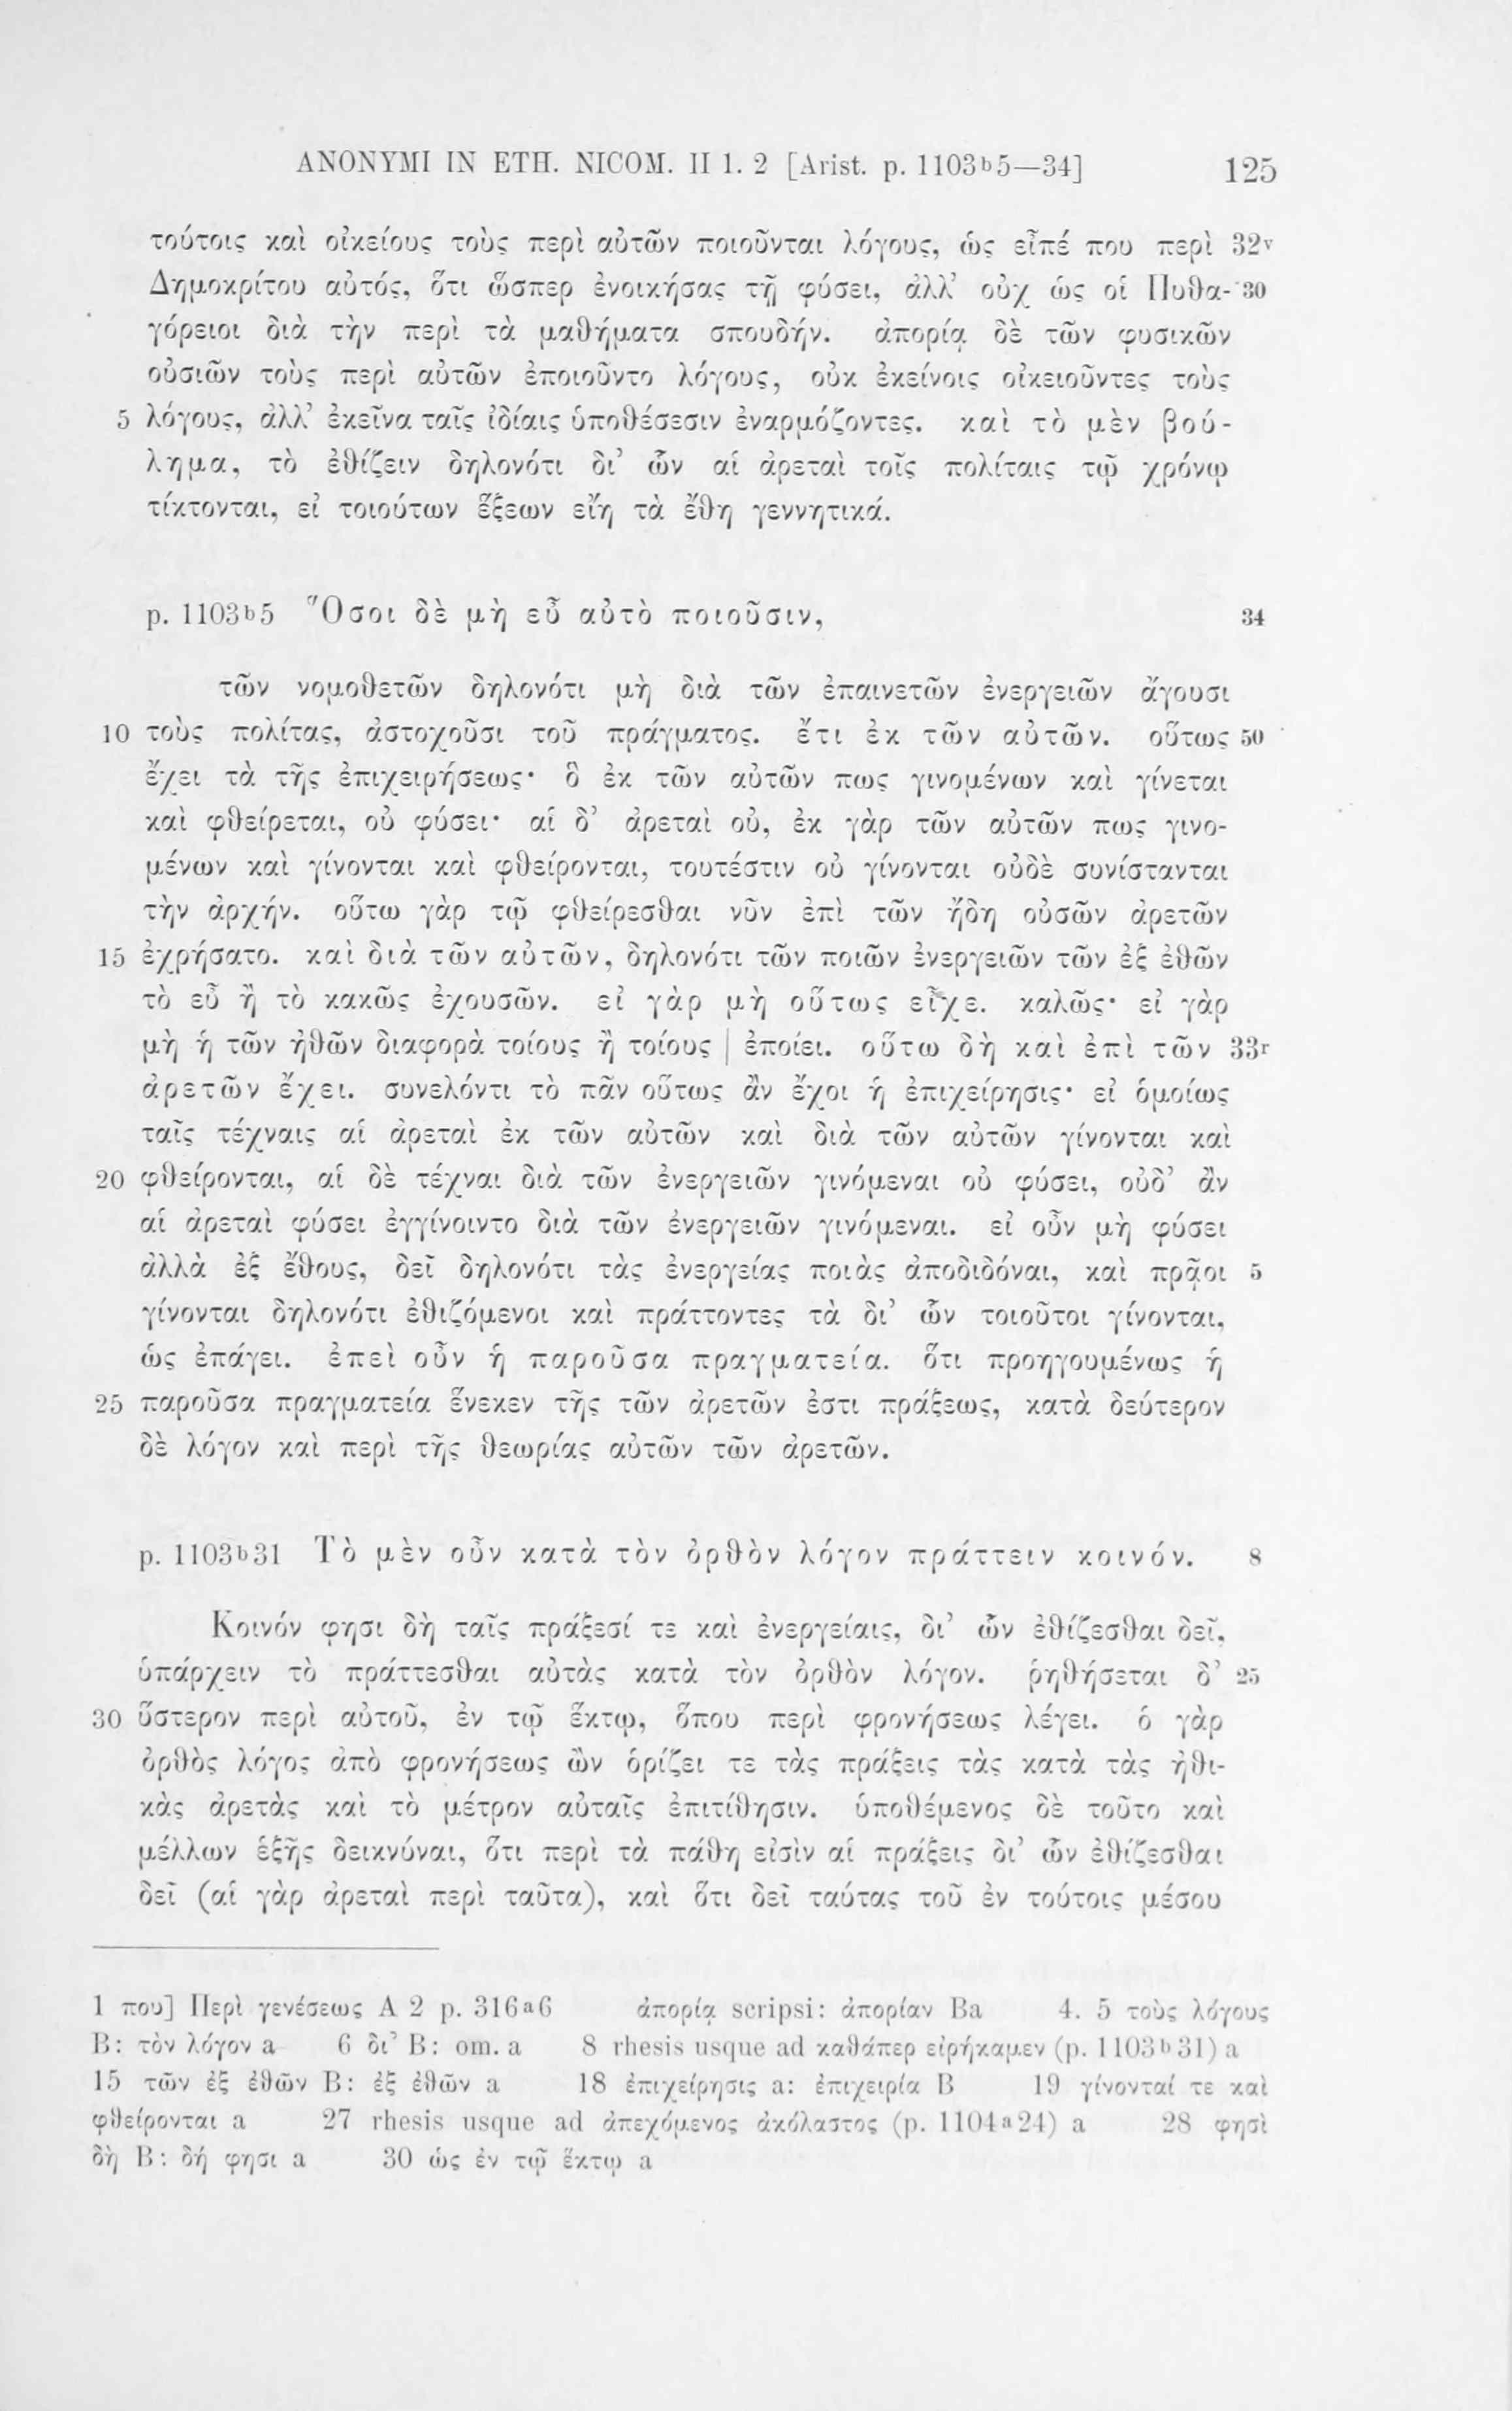 ANONYMI IN ETH. NICOM. II 1. 2 [Arist. p. 1103b5—34] 125
τούτοις καὶ οἰκείους τοὺς περὶ αὐτῶν ποιοῦνται λόγους, ὡς εἶπέ που περὶ 32v
Δημοκρίτου αὐτός, ὅτι ὥσπερ ἐνοικήσας τῇ φύσει, ἀλλ’ οὐχ ὡς οἱ Πυθα- 30
γόρειοι διὰ τὴν περὶ τὰ μαθήματα σπουδήν. ἀπορίᾳ δὲ τῶν φυσικῶν
οὐσιῶν τοὺς περὶ αὐτῶν ἐποιοῦντο λόγους, οὐκ ἐκείνοις οἰκειοῦντες τοὺς
5 λόγους, ἀλλ’ ἐκεῖνα ταῖς ἰδίαις ὑποθέσεσιν ἐναρμόζοντες. καὶ τὸ μὲν βού-
λημα, τὸ ἐθίζειν δηλονότι δι’ ὧν αἱ ἀρεταὶ τοῖς πολίταις τῷ χρόνῳ
τίκτονται, εἰ τοιούτων ἕξεων εἴη τὰ ἔθη γεννητικά.
p. 1103b5 Ὅσοι δὲ μὴ εὖ αὐτὸ ποιοῦσιν, 34
τῶν νομοθετῶν δηλονότι μὴ διὰ τῶν ἐπαινετῶν ἐνεργειῶν ἄγουσι
10 τοὺς πολίτας, ἀστοχοῦσι τοῦ πράγματος. ἔτι ἐκ τῶν αὐτῶν. οὕτως 50
ἔχει τὰ τῆς ἐπιχειρήσεως· ὃ ἐκ τῶν αὐτῶν πως γινομένων καὶ γίνεται
καὶ φθείρεται, οὐ φύσει· αἱ δ’ ἀρεταὶ οὐ, ἐκ γὰρ τῶν αὐτῶν πως γινο-
μένων καὶ γίνονται καὶ φθείρονται, τουτέστιν οὐ γίνονται οὐδὲ συνίστανται
τὴν ἀρχήν. οὕτω γὰρ τῷ φθείρεσθαι νῦν ἐπὶ τῶν ἤδη οὐσῶν ἀρετῶν
15 ἐχρήσατο. καὶ διὰ τῶν αὐτῶν, δηλονότι τῶν ποιῶν ἐνεργειῶν τῶν ἐξ ἐθῶν
τὸ εὖ ἢ τὸ κακῶς ἐχουσῶν. εἰ γὰρ μὴ οὕτως εἶχε. καλῶς· εἰ γὰρ
μὴ ἡ τῶν ἠθῶν διαφορὰ τοίους ἢ τοίους | ἐποίει. οὕτω δὴ καὶ ἐπὶ τῶν 33r
ἀρετῶν ἔχει. συνελόντι τὸ πᾶν οὕτως ἂν ἔχοι ἡ ἐπιχείρησις· εἰ ὁμοίως
ταῖς τέχναις αἱ ἀρεταὶ ἐκ τῶν αὐτῶν καὶ διὰ τῶν αὐτῶν γίνονται καὶ
20 φθείρονται, αἱ δὲ τέχναι διὰ τῶν ἐνεργειῶν γινόμεναι οὐ φύσει, οὐδ’ ἂν
αἱ ἀρεταὶ φύσει ἐγγίνοιντο διὰ τῶν ἐνεργειῶν γινόμεναι. εἰ οὖν μὴ φύσει
ἀλλὰ ἐξ ἔθους, δεῖ δηλονότι τὰς ἐνεργείας ποιὰς ἀποδιδόναι, καὶ πρᾷοι 5
γίνονται δηλονότι ἐθιζόμενοι καὶ πράττοντες τὰ δι’ ὧν τοιοῦτοι γίνονται,
ὡς ἐπάγει. ἐπεὶ οὖν ἡ παροῦσα πραγματεία. ὅτι προηγουμένως ἡ
25 παροῦσα πραγματεία ἕνεκεν τῆς τῶν ἀρετῶν ἐστι πράξεως, κατὰ δεύτερον
δὲ λόγον καὶ περὶ τῆς θεωρίας αὐτῶν τῶν ἀρετῶν.
p. 1103b31 Τὸ μὲν οὖν κατὰ τὸν ὀρθὸν λόγον πράττειν κοινόν. 8
Κοινόν φησι δὴ ταῖς πράξεσί τε καὶ ἐνεργείαις, δι’ ὧν ἐθίζεσθαι δεῖ,
ὑπάρχειν τὸ πράττεσθαι αὐτὰς κατὰ τὸν ὀρθὸν λόγον. ῥηθήσεται δ’ 25
30 ὕστερον περὶ αὐτοῦ, ἐν τῷ ἕκτῳ, ὅπου περὶ φρονήσεως λέγει. ὁ γὰρ
ὀρθὸς λόγος ἀπὸ φρονήσεως ὢν ὁρίζει τε τὰς πράξεις τὰς κατὰ τὰς ἠθι-
κὰς ἀρετὰς καὶ τὸ μέτρον αὐταῖς ἐπιτίθησιν. ὑποθέμενος δὲ τοῦτο καὶ
μέλλων ἑξῆς δεικνύναι, ὅτι περὶ τὰ πάθη εἰσὶν αἱ πράξεις δι’ ὧν ἐθίζεσθαι
δεῖ (αἱ γὰρ ἀρεταὶ περὶ ταῦτα), καὶ ὅτι δεῖ ταύτας τοῦ ἐν τούτοις μέσου
1 που] Περὶ γενέσεως A 2 p. 316a6 ἀπορίᾳ scripsi: ἀπορίαν Ba 4. 5 τοὺς λόγους
B: τὸν λόγον a 6 δι’ B: om. a 8 rhesis usque ad καθάπερ εἰρήκαμεν (p. 1103b31) a
15 τῶν ἐξ ἐθῶν B: ἐξ ἐθῶν a 18 ἐπιχείρησις a: ἐπιχειρία B 19 γίνονταί τε καὶ
φθείρονται a 27 rhesis usque ad ἀπεχόμενος ἀκόλαστος (p. 1104a24) a 28 φησὶ
δὴ B: δή φησι a 30 ὡς ἐν τῷ ἕκτῳ a